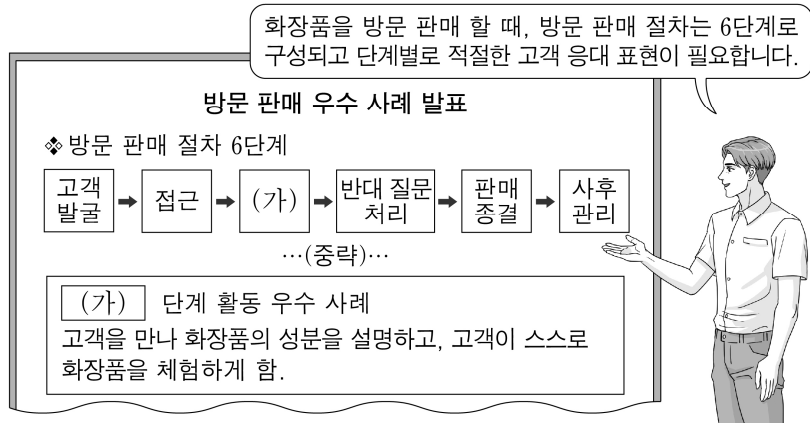 화장품을 방문 판매 할 때, 방문 판매 절차는 6단계로
구성되고 단계별로 적절한 고객 응대 표현이 필요합니다.
방문 판매 우수 사례 발표
❖방문 판매 절차 6단계
고객 발굴 ➡ 접근 ➡ (가) ➡ 반대 질문 처리 ➡ 판매 종결 ➡ 사후 관리
…(중략)…
(가) 단계 활동 우수 사례
고객을 만나 화장품의 성분을 설명하고, 고객이 스스로
화장품을 체험하게 함.